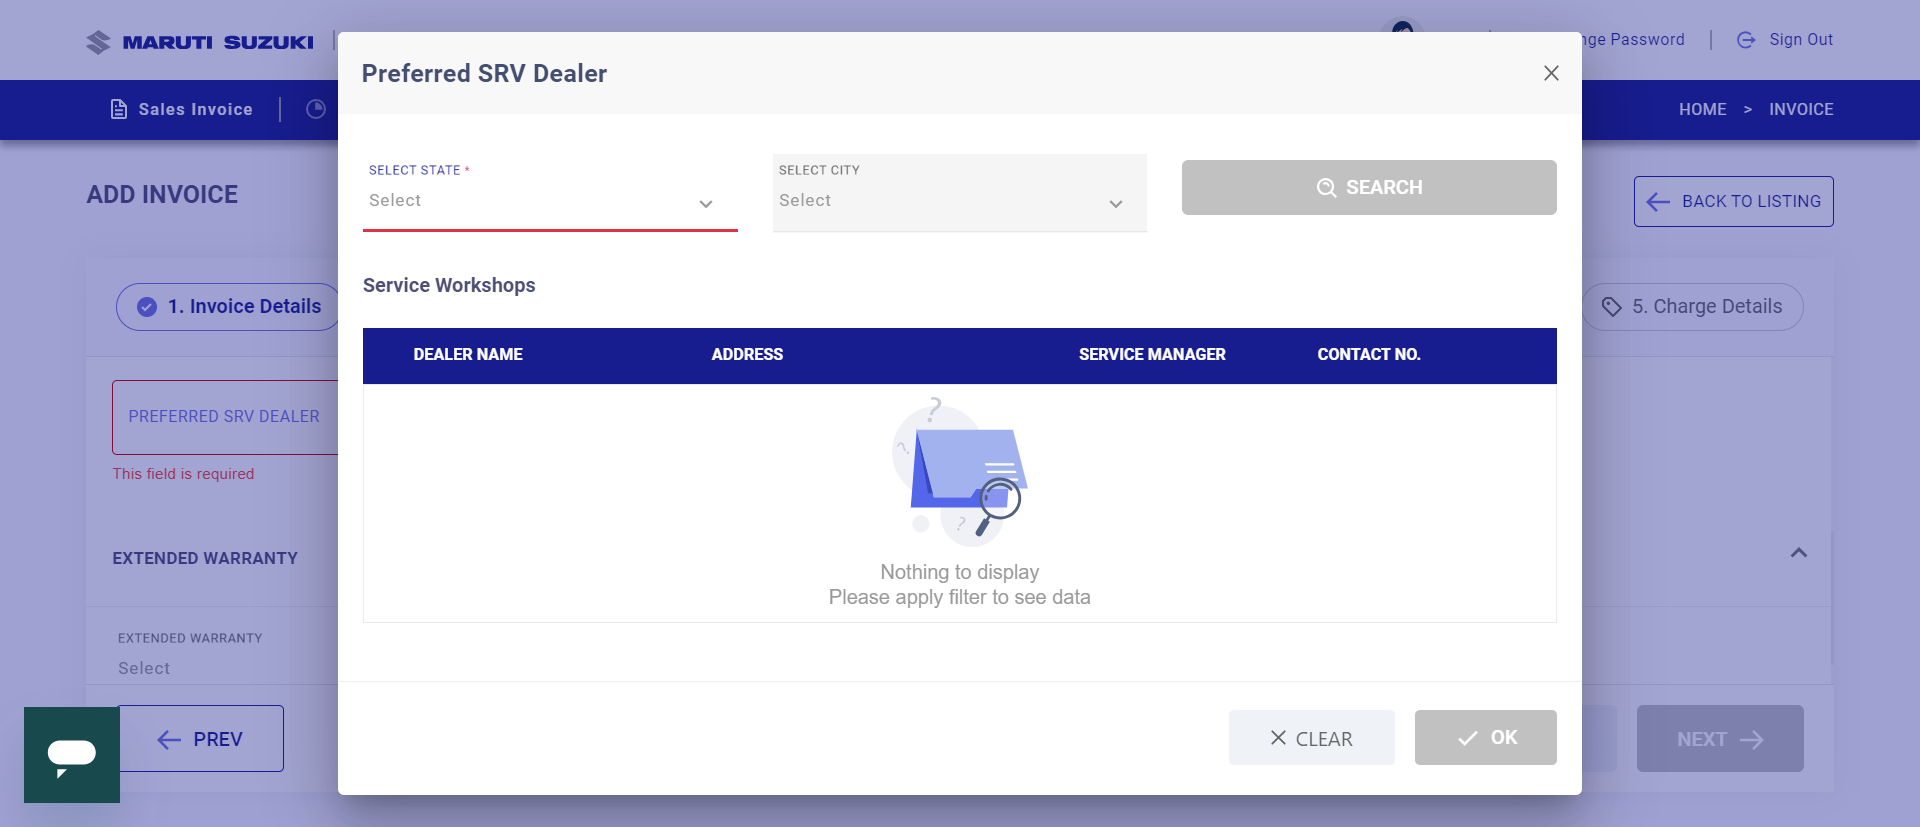 MARUTI SUZUKI
nge Password
Sign Out
Sales Invoice
HOME > INVOICE
ADD INVOICE
BACK TO LISTING
1. Invoice Details
5. Charge Details
PREFERRED SRV DEALER
This field is required
EXTENDED WARRANTY
EXTENDED WARRANTY
Select
PREV
NEXT
Preferred SRV Dealer
SELECT STATE *
Select
SELECT CITY
Select
SEARCH
Service Workshops
DEALER NAME ADDRESS SERVICE MANAGER CONTACT NO.
Nothing to display
Please apply filter to see data
CLEAR
OK